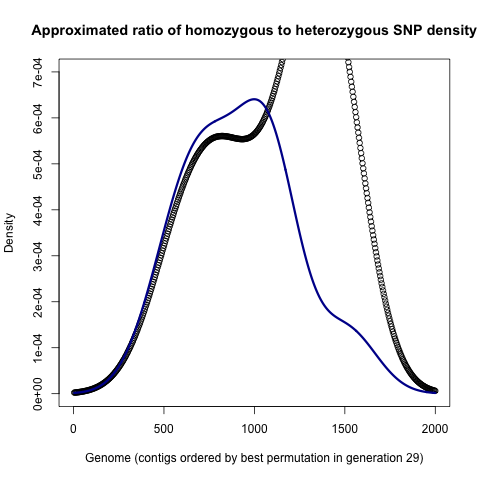 Approximated ratio of homozygous to heterozygous SNP density
7e-04
6e-04
5e-04
4e-04
3e-04
2e-04
1e-04
0e+00
Density
0 500 1000 1500 2000
Genome (contigs ordered by best permutation in generation 29)